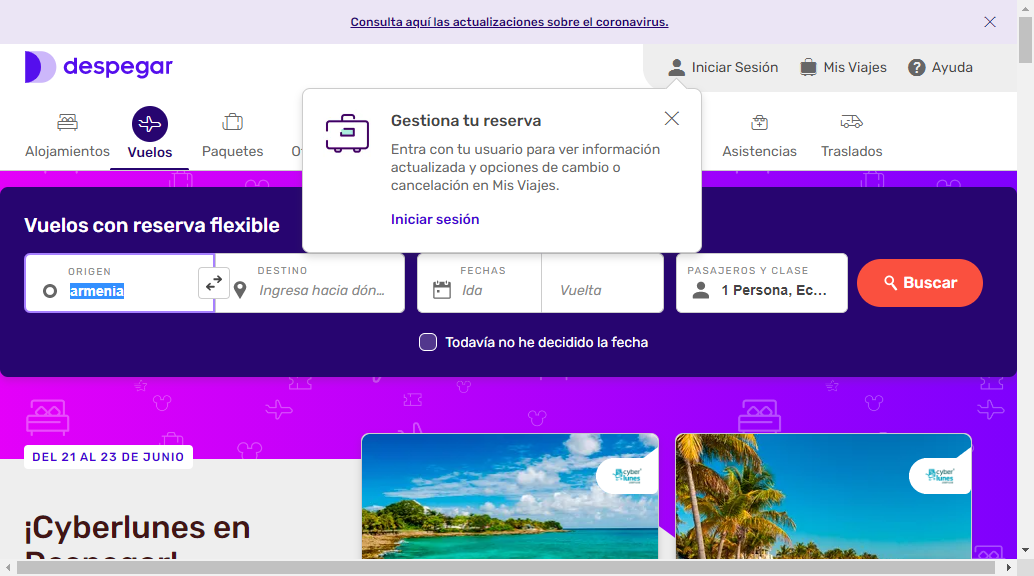 Consulta aquí las actualizaciones sobre el coronavirus.
despegar
Iniciar Sesión
Mis Viajes
Ayuda
Alojamientos
Vuelos
Paquetes
Asistencias
Traslados
Gestiona tu reserva
Entra con tu usuario para ver información
actualizada y opciones de cambio o
cancelación en Mis Viajes.
Iniciar sesión
Vuelos con reserva flexible
ORIGEN
armenia
DESTINO
Ingresa hacia dón...
FECHAS
Ida
Vuelta
PASAJEROS Y CLASE
1 Persona, Ec...
Buscar
Todavía no he decidido la fecha
DEL 21 AL 23 DE JUNIO
cyber
lunes
cyber
lunes
¡Cyberlunes en
Despegar!